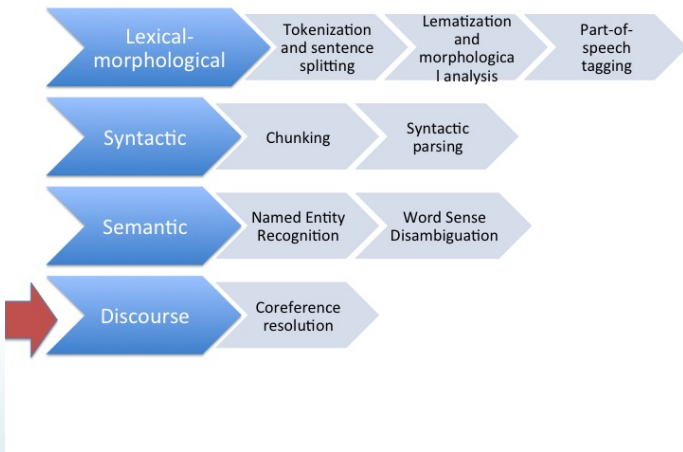 Lexical-
morphological
Tokenization
and sentence
splitting
Lematization
and
morphologica
l analysis
Part-of-
speech
tagging
Syntactic
Chunking
Syntactic
parsing
Semantic
Named Entity
Recognition
Word Sense
Disambiguation
Discourse
Coreference
resolution